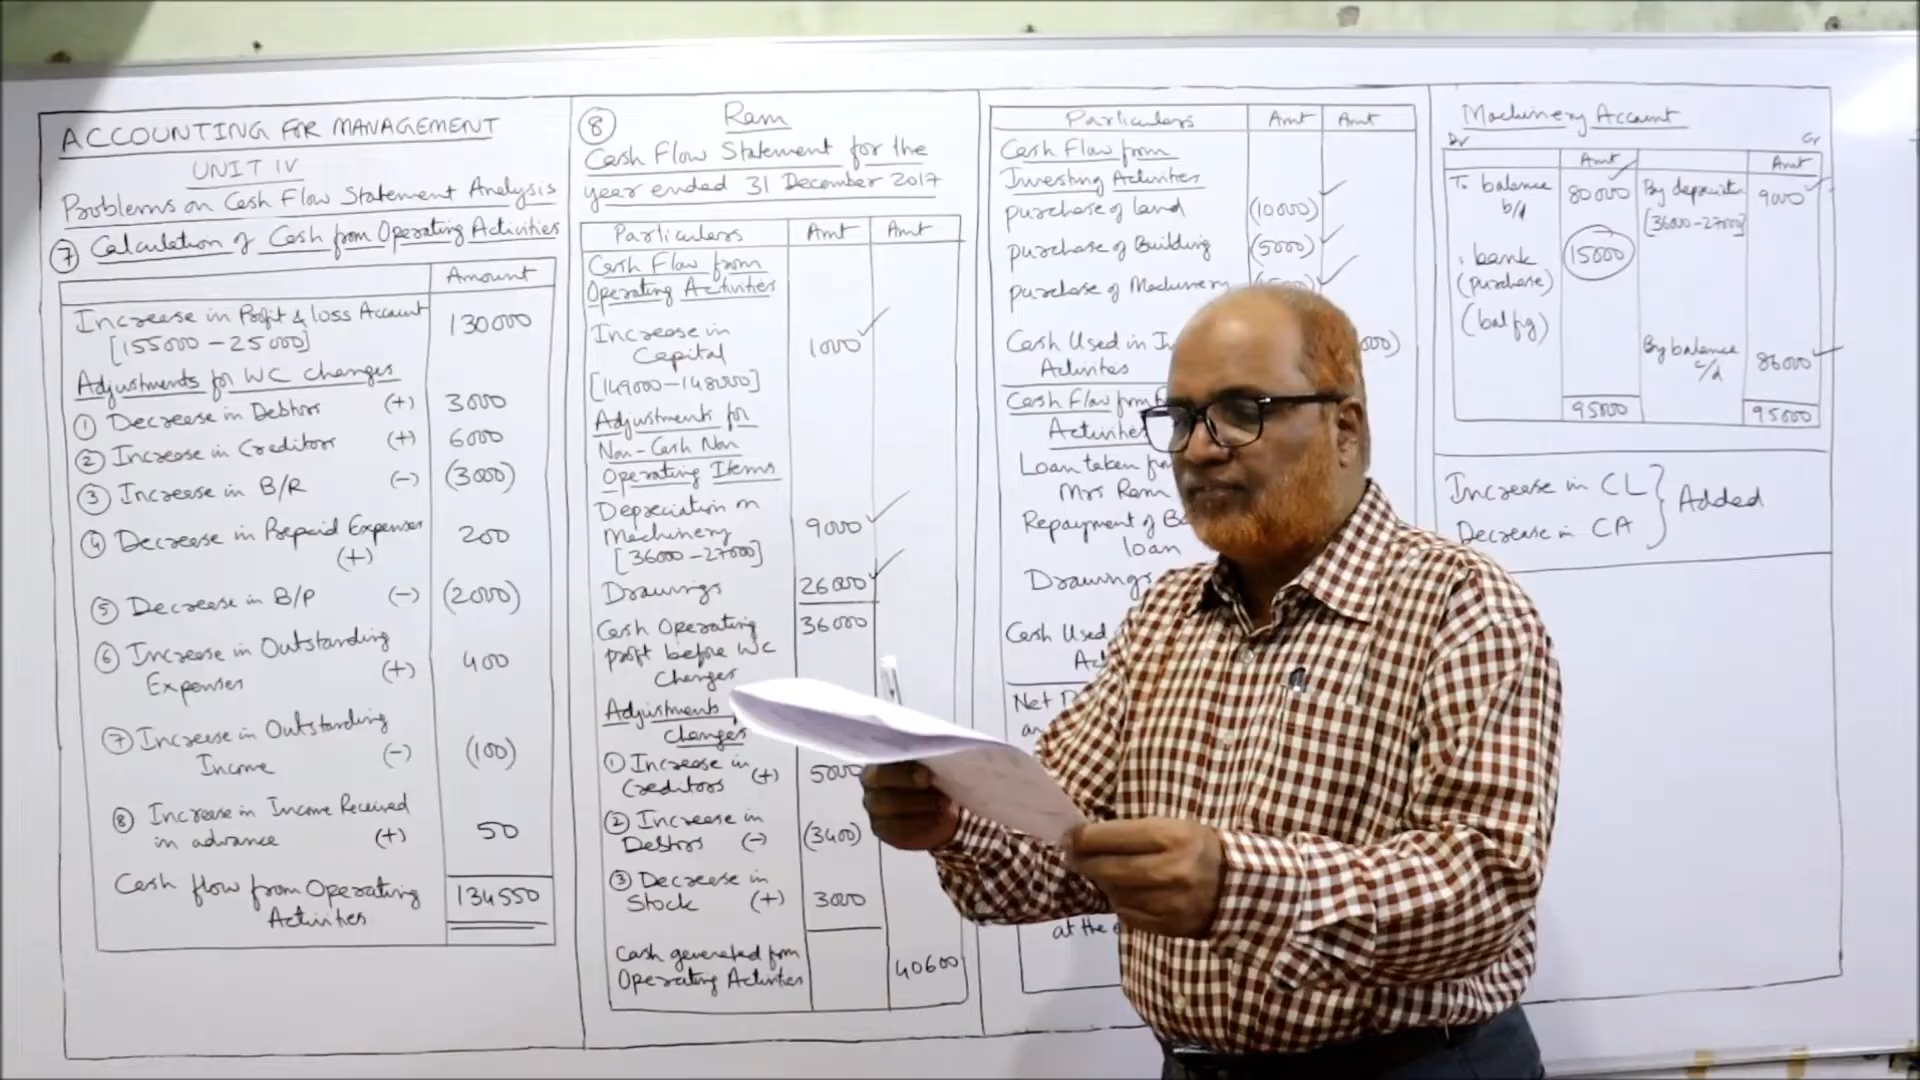 ACCOUNTING FOR MANAGEMENT
UNIT IV
Problems on Cash Flow Statement Analysis
7 Calculation of Cash from Operating Activities
Amount
Increase in Profit & loss Account 130000
[155000-25000]
Adjustments for WC Changes
1 Decrease in Debtors (+) 3000
2 Increase in Creditors (+) 6000
3 Increase in B/R (-) (3000)
4 Decrease in Prepaid Expenses 200
(+)
5 Decrease in B/P (-) (2000)
6 Increase in Outstanding
Expenses (+) 400
7 Increase in Outstanding
Income (-) (100)
8 Increase in Income Received
in advance (+) 50
Cash flow from Operating 134550
Activities
8 Ram
Cash Flow Statement for the
year ended 31 December 2017
Particulars Amt Amt
Cash Flow from
Operating Activities
Increase in
Capital 1000
[149000-148000]
Adjustments for
Non-Cash Non
Operating Items
Depreciation on
Machinery 9000
[36000-27000]
Drawings 26000
Cash Operating 36000
profit before WC
Changes
Adjustments
Changes
1 Increase in
Creditors (+) 5000
2 Increase in
Debtors (-) (3400)
3 Decrease in
Stock (+) 3000
Cash generated from
Operating Activities 40600
Particulars Amt Amt
Cash Flow from
Investing Activities
purchase of land (10000)
purchase of Building (5000)
purchase of Machinery
Cash Used in
Activities
Cash Flow from
Activities
Loan taken
Mrs Ram
Repayment of
loan
Drawings
Cash Used
Net
at the
Machinery Account
Dr Cr
Amt Amt
To balance b/d 80000 By depreciation 9000
[36000-27000]
bank 15000
(purchase)
(bal fig)
By balance c/d 86000
95000 95000
Increase in CL
Decrease in CA } Added